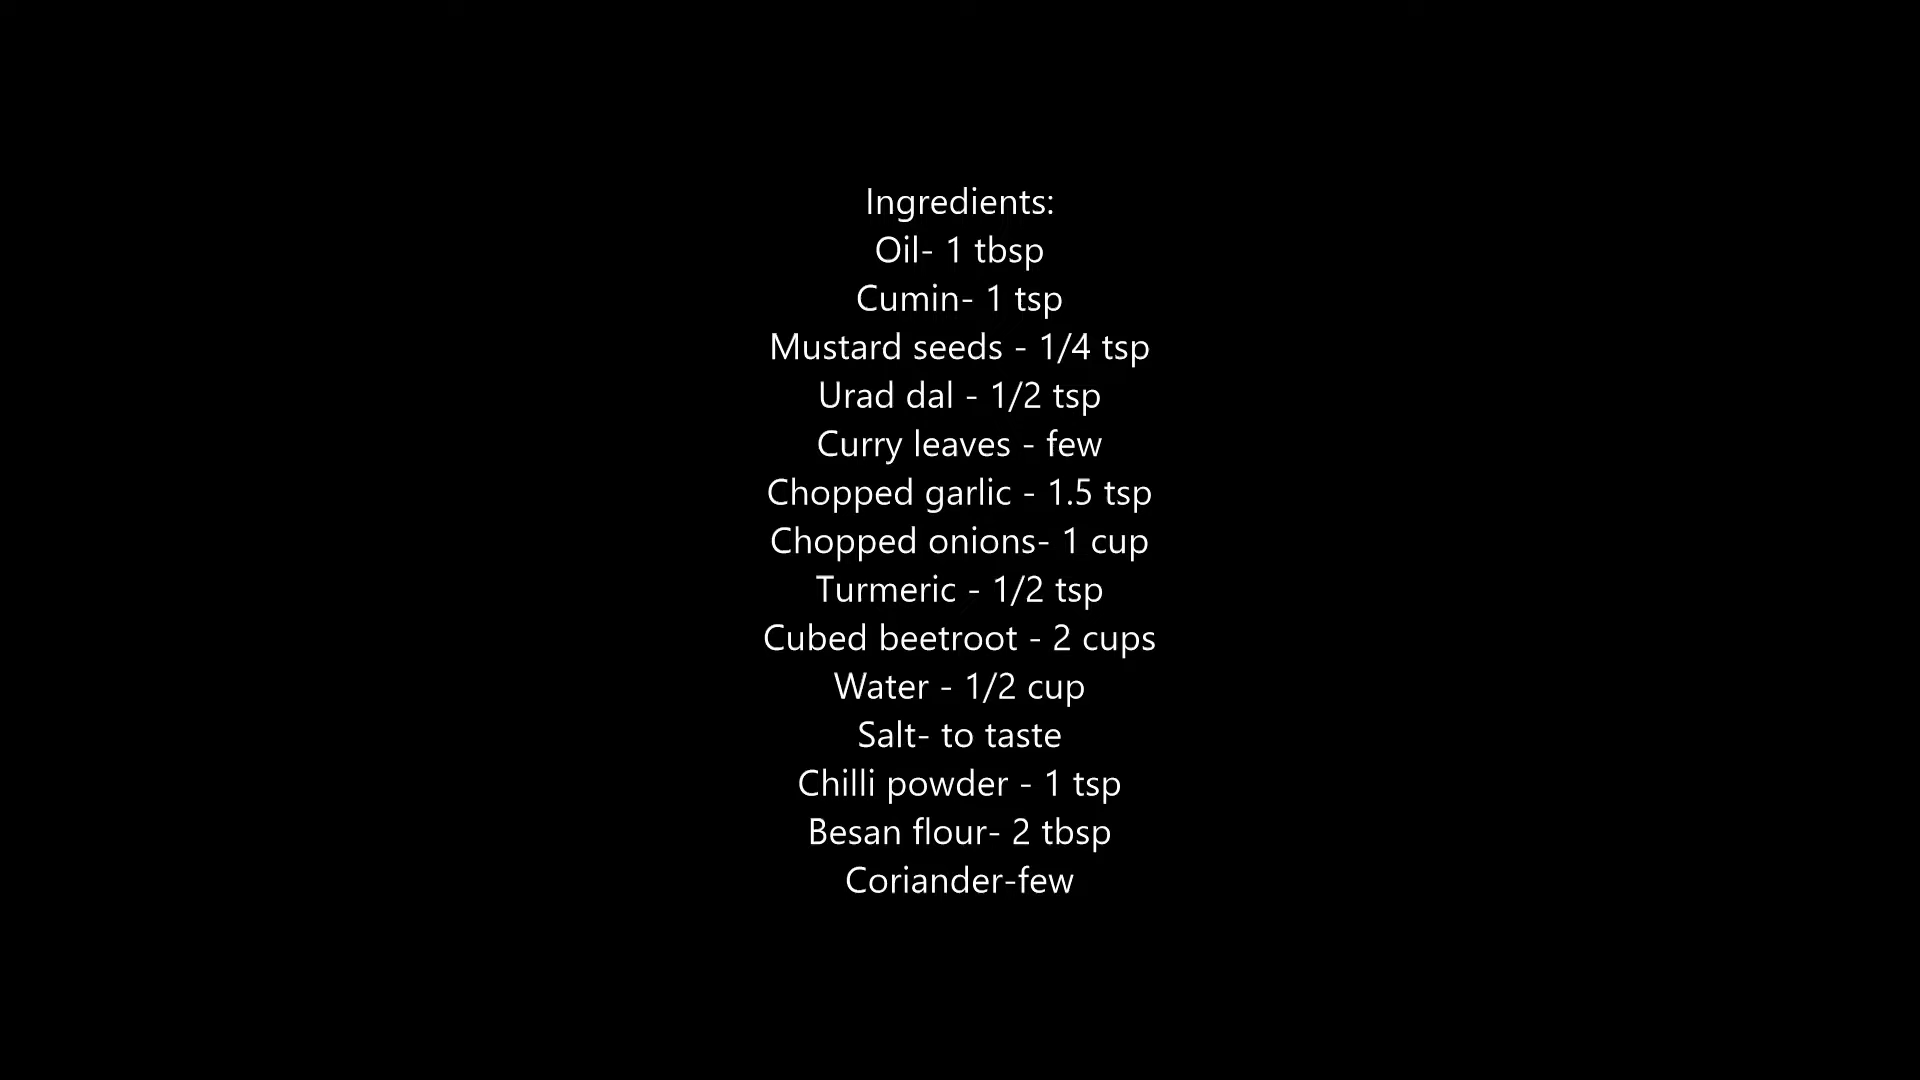 Ingredients:
Oil- 1 tbsp
Cumin- 1 tsp
Mustard seeds - 1/4 tsp
Urad dal - 1/2 tsp
Curry leaves - few
Chopped garlic - 1.5 tsp
Chopped onions- 1 cup
Turmeric - 1/2 tsp
Cubed beetroot - 2 cups
Water - 1/2 cup
Salt- to taste
Chilli powder - 1 tsp
Besan flour- 2 tbsp
Coriander-few